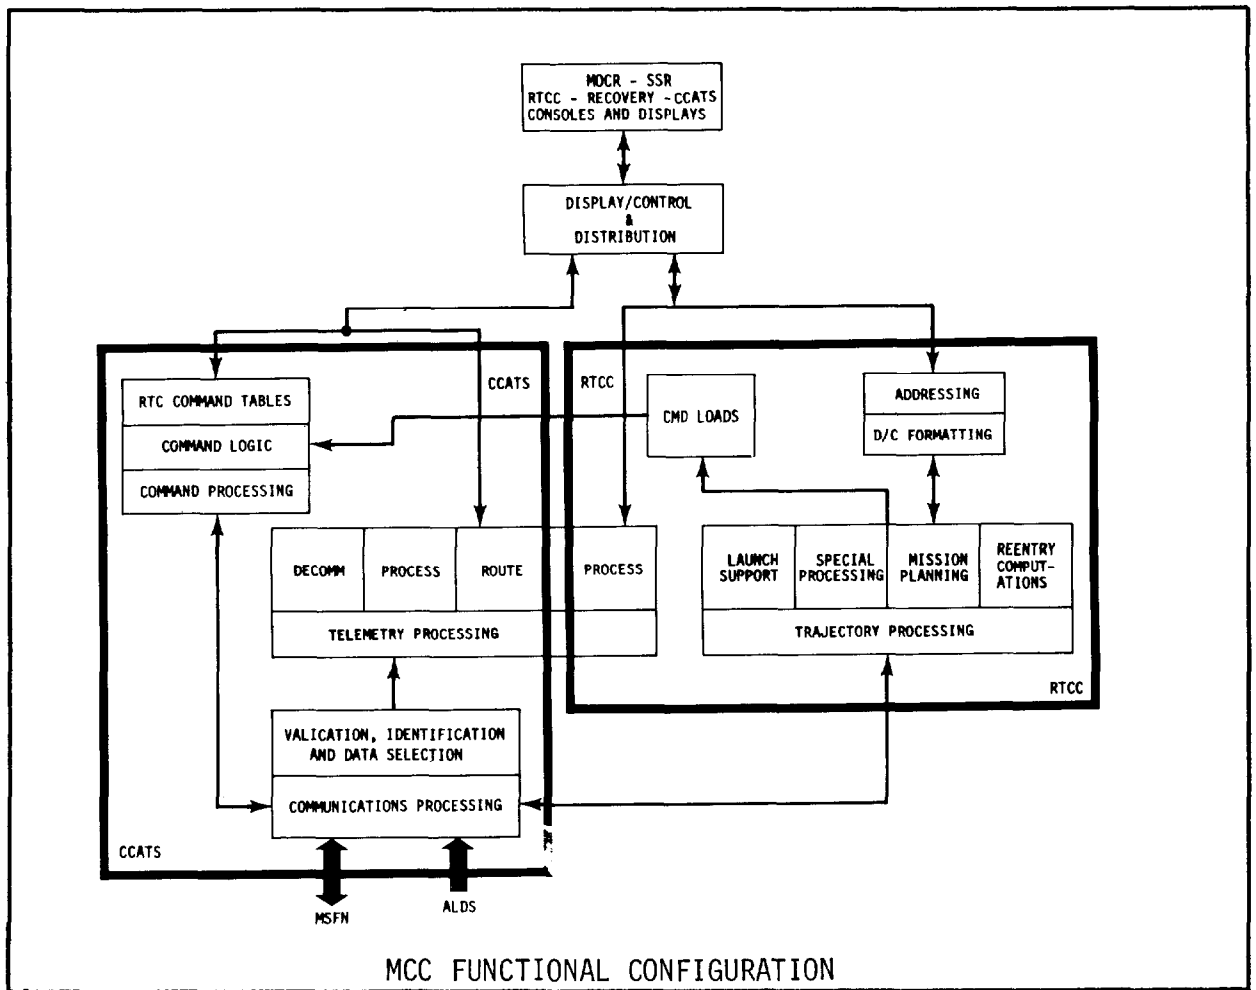 MOCR - SSR
RTCC - RECOVERY -CCATS
CONSOLES AND DISPLAYS
DISPLAY/CONTROL
&
DISTRIBUTION
CCATS
RTCC
RTC COMMAND TABLES
COMMAND LOGIC
COMMAND PROCESSING
CMD LOADS
ADDRESSING
D/C FORMATTING
DECOMM
PROCESS
ROUTE
PROCESS
TELEMETRY PROCESSING
LAUNCH
SUPPORT
SPECIAL
PROCESSING
MISSION
PLANNING
REENTRY
COMPUT-
ATIONS
TRAJECTORY PROCESSING
RTCC
VALICATION, IDENTIFICATION
AND DATA SELECTION
COMMUNICATIONS PROCESSING
CCATS
MSFN
ALDS
MCC FUNCTIONAL CONFIGURATION